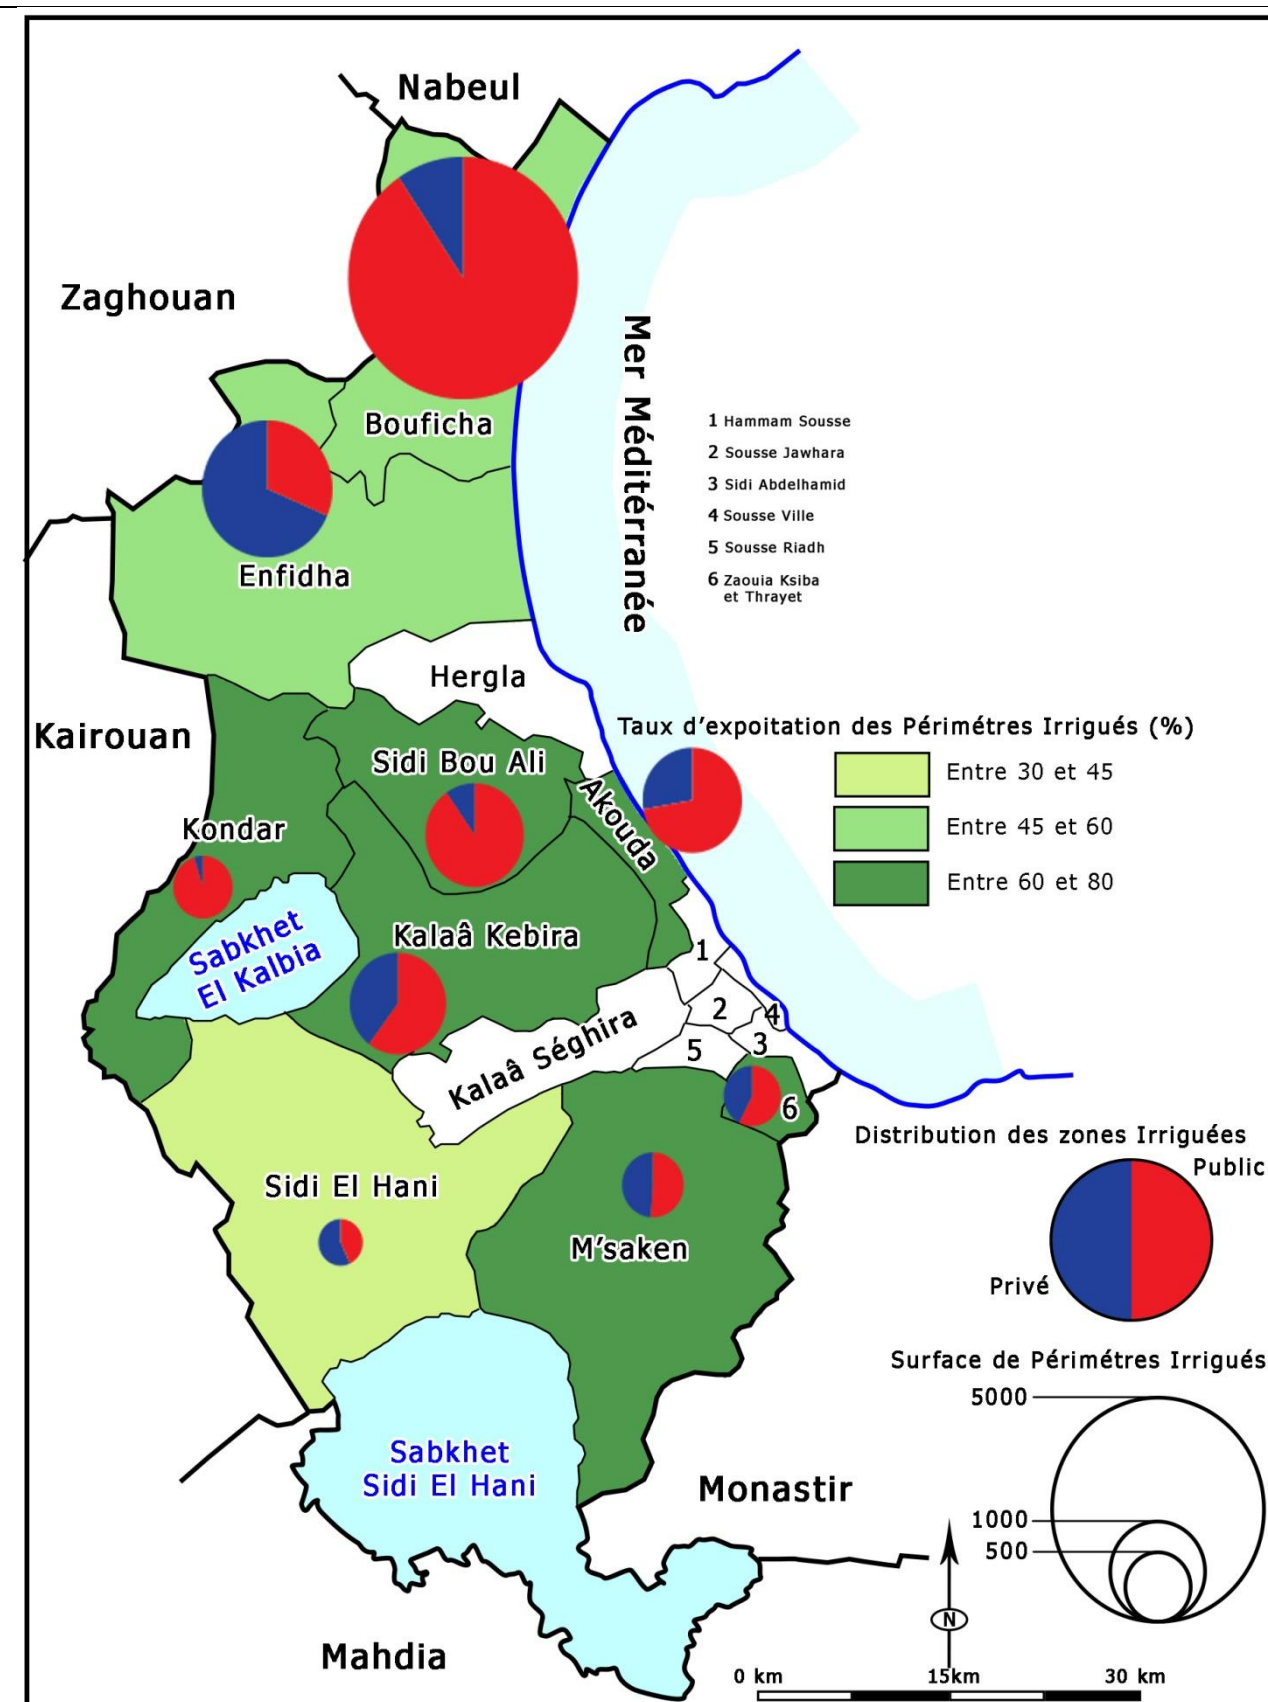 Nabeul
Zaghouan
Mer Méditérranée
Bouficha
1 Hammam Sousse
2 Sousse Jawhara
3 Sidi Abdelhamid
4 Sousse Ville
5 Sousse Riadh
6 Zaouia Ksiba
et Thrayet
Enfidha
Hergla
Kairouan
Taux d'expoitation des Périmétres Irrigués (%)
Entre 30 et 45
Entre 45 et 60
Entre 60 et 80
Sidi Bou Ali
Akouda
Kondar
Kalaâ Kebira
Sabkhet
El Kalbia
1
2
4
3
5
Kalaâ Séghira
6
Distribution des zones Irriguées
Public
Privé
Sidi El Hani
M'saken
Surface de Périmétres Irrigués
5000
1000
500
Sabkhet
Sidi El Hani
Monastir
N
Mahdia
0 km 15km 30 km